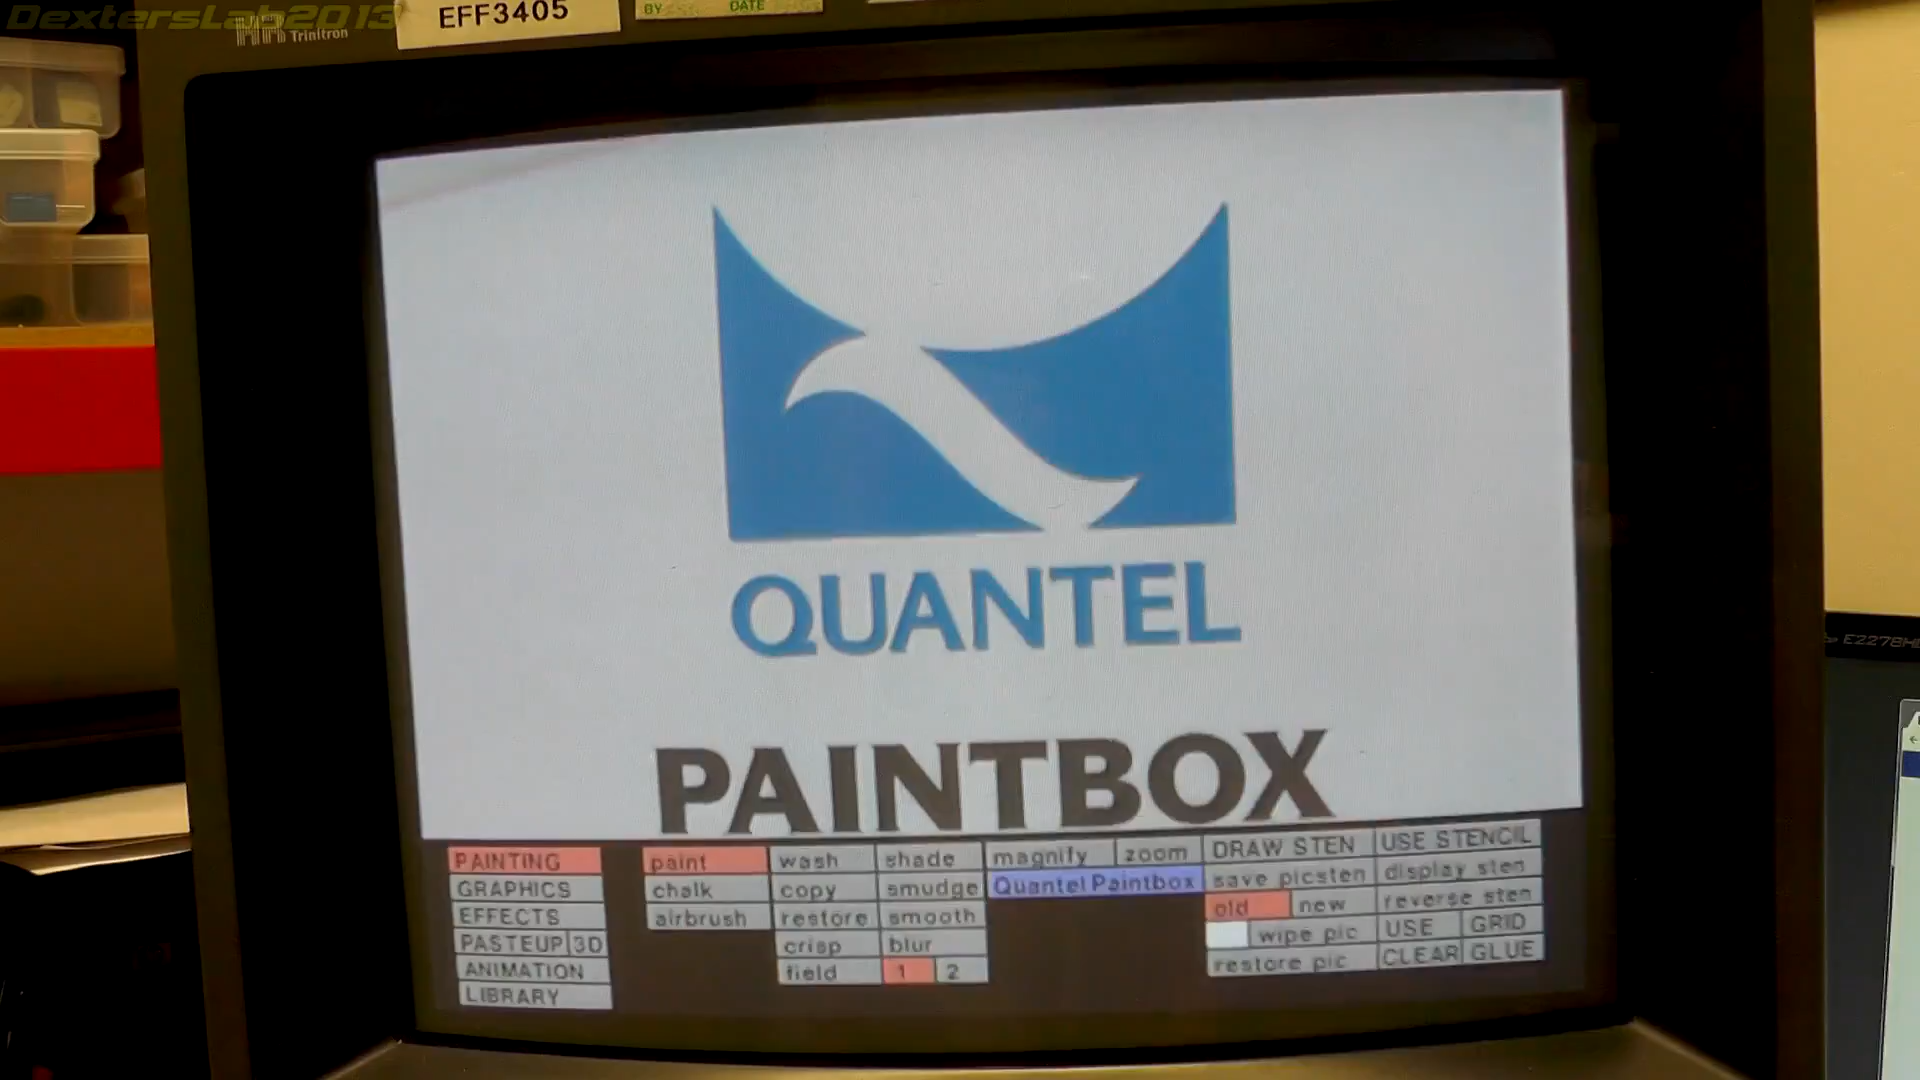 DextersLab2013
HR Trinitron
EFF3405
BY DATE
QUANTEL
PAINTBOX
PAINTING paint wash shade magnify zoom DRAW STEN USE STENCIL
GRAPHICS chalk copy smudge Quantel Paintbox save picsten display sten
EFFECTS airbrush restore smooth old new reverse sten
PASTEUP 3D crisp blur wipe pic USE GRID
ANIMATION field 1 2 restore pic CLEAR GLUE
LIBRARY